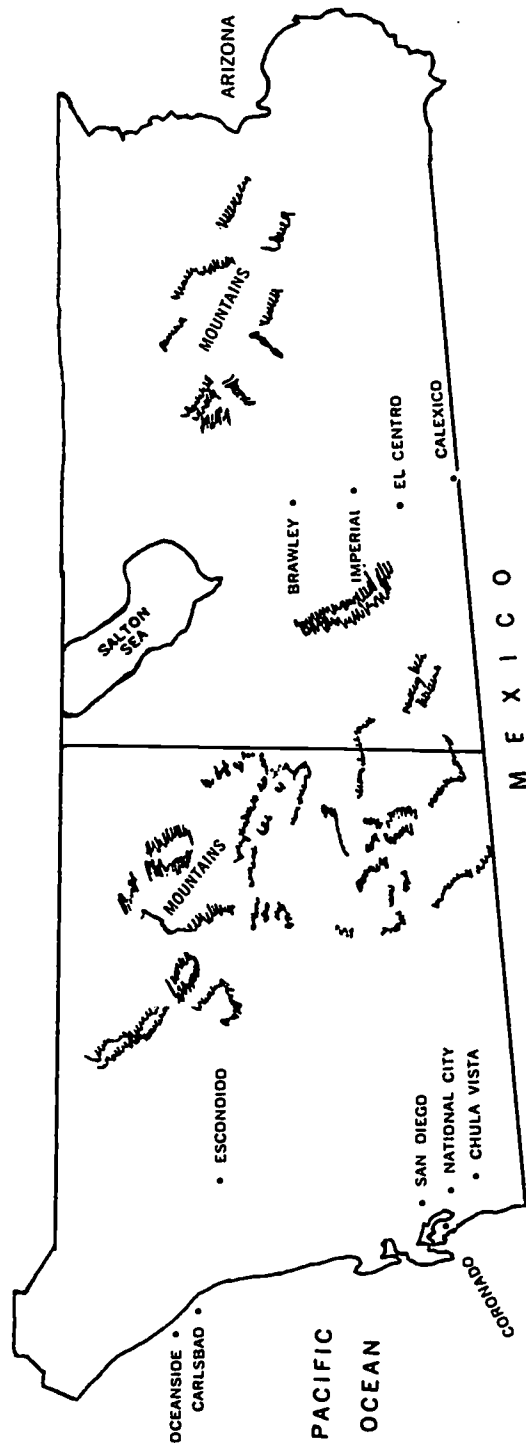 ARIZONA
MOUNTAINS
SALTON
SEA
BRAWLEY
IMPERIAL
EL CENTRO
CALEXICO
MOUNTAINS
ESCONDIDO
OCEANSIDE
CARLSBAD
SAN DIEGO
NATIONAL CITY
CHULA VISTA
CORONADO
PACIFIC
OCEAN
MEXICO